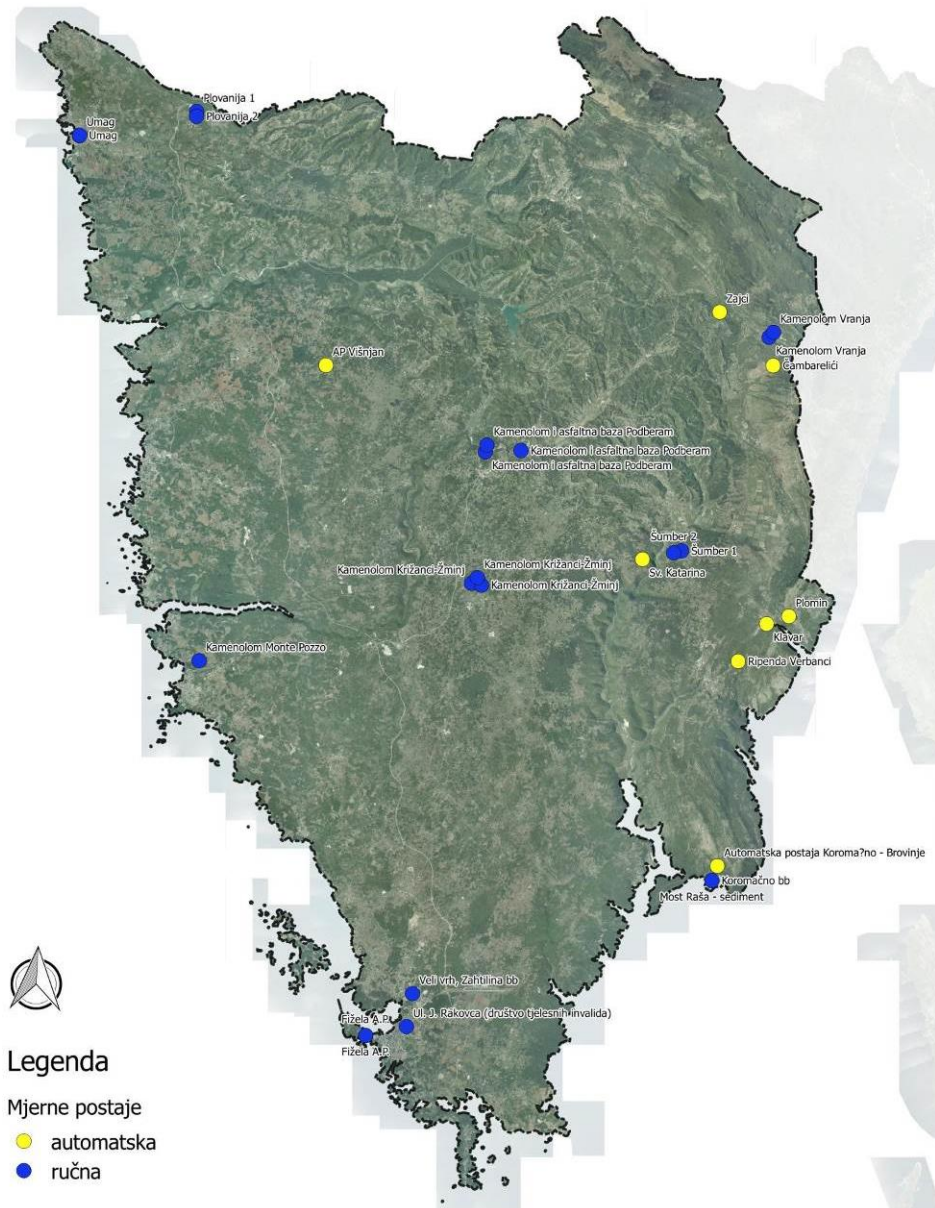 Plovanija 1
Plovanija 2
Umag
Umag
Zajci
Kamenolom Vranja
Kamenolom Vranja
Čambarelići
AP Višnjan
Kamenolom i asfaltna baza Podberam
Kamenolom i asfaltna baza Podberam
Kamenolom i asfaltna baza Podberam
Šumber 2
Šumber 1
Sv. Katarina
Kamenolom Križanci-Žminj
Kamenolom Križanci-Žminj
Kamenolom Križanci-Žminj
Plomin
Klavar
Kamenolom Monte Pozzo
Ripenda Verbanci
Automatska postaja Koroma?no - Brovinje
Koromačno bb
Most Raša - sediment
Veli vrh, Zahtilina bb
Ul. J. Rakovca (društvo tjelesnih invalida)
Fižela A.P.
Fižela A.P.
Legenda
Mjerne postaje
automatska
ručna